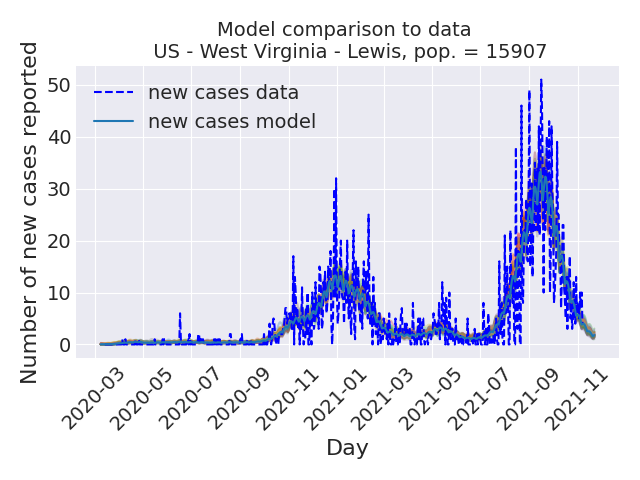 Model comparison to data
US - West Virginia - Lewis, pop. = 15907
Number of new cases reported
50
40
30
20
10
0
new cases data
new cases model
2020-03
2020-05
2020-07
2020-09
2020-11
2021-01
2021-03
2021-05
2021-07
2021-09
2021-11
Day